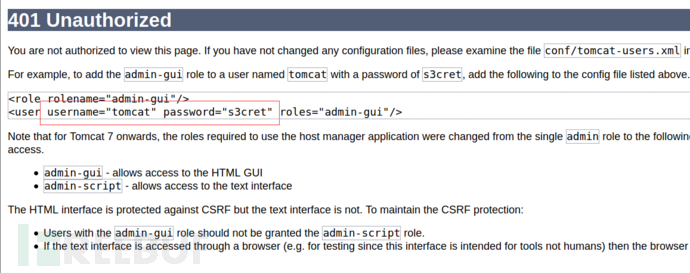 401 Unauthorized
You are not authorized to view this page. If you have not changed any configuration files, please examine the file conf/tomcat-users.xml in
For example, to add the admin-gui role to a user named tomcat with a password of s3cret, add the following to the config file listed above.
<role rolename="admin-gui"/>
<user username="tomcat" password="s3cret" roles="admin-gui"/>
Note that for Tomcat 7 onwards, the roles required to use the host manager application were changed from the single admin role to the following
access.
admin-gui - allows access to the HTML GUI
admin-script - allows access to the text interface
The HTML interface is protected against CSRF but the text interface is not. To maintain the CSRF protection:
Users with the admin-gui role should not be granted the admin-script role.
If the text interface is accessed through a browser (e.g. for testing since this interface is intended for tools not humans) then the browser